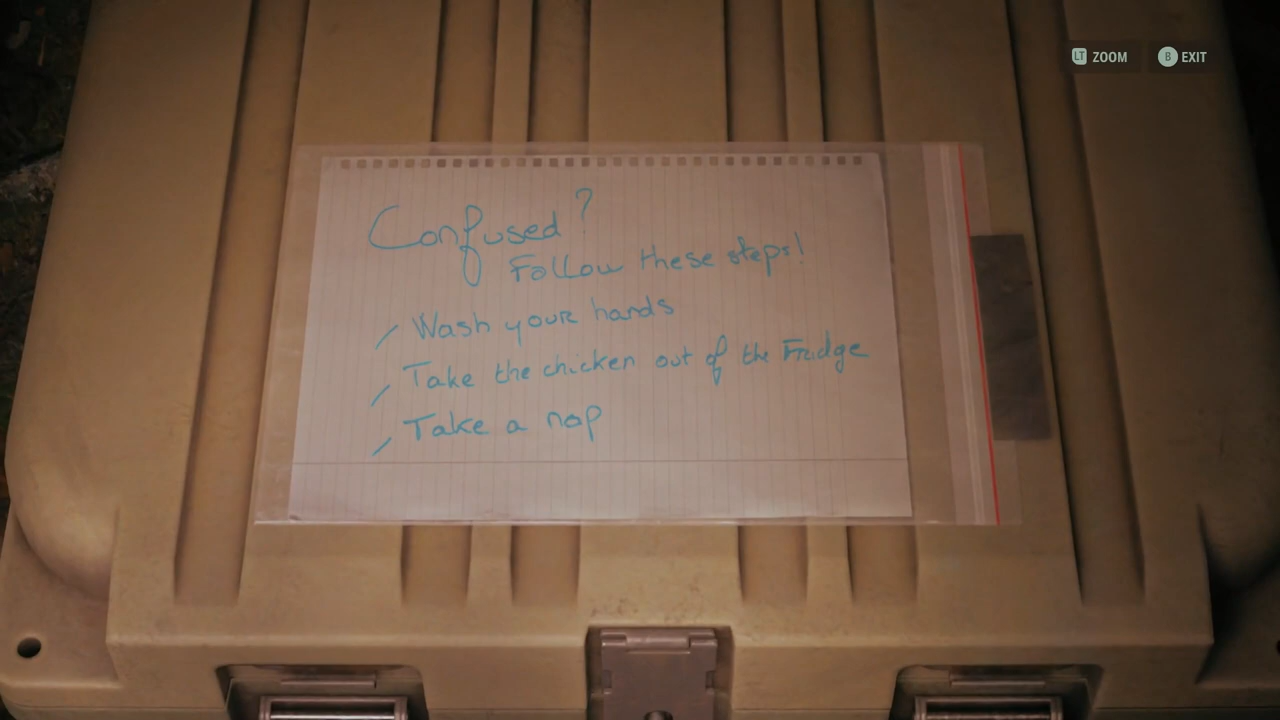 LT ZOOM B EXIT
Confused?
Follow these steps!
/ Wash your hands
/ Take the chicken out of the Fridge
/ Take a nap